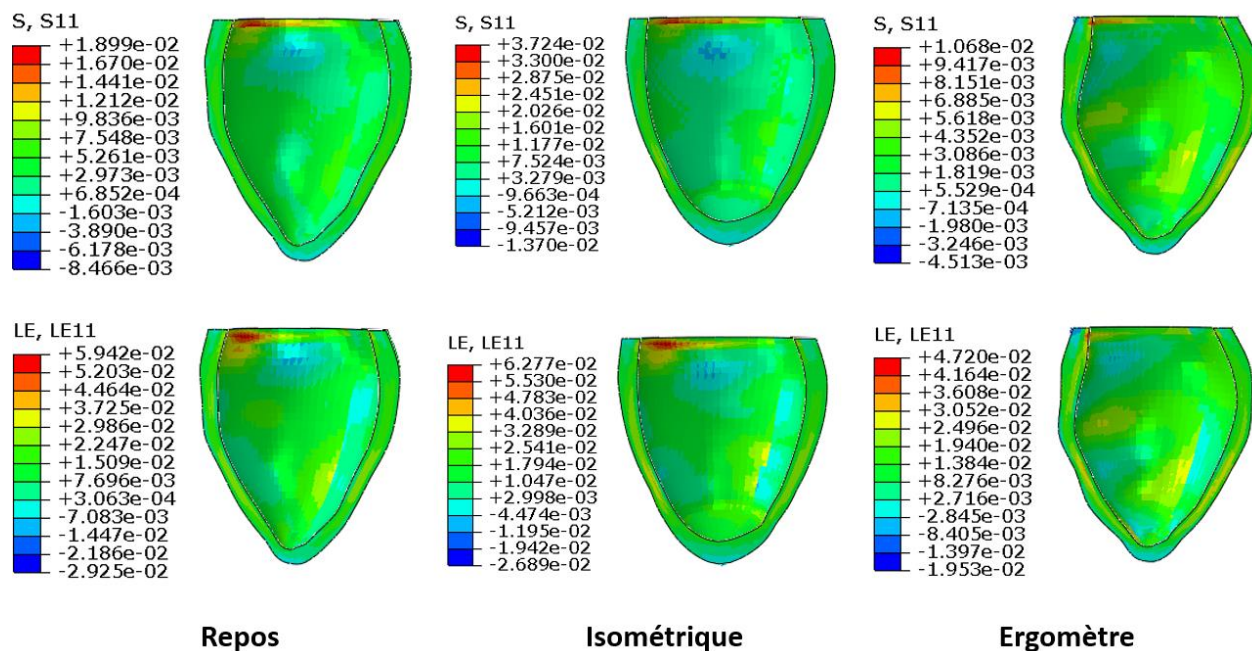 S, S11
+1.899e-02
+1.670e-02
+1.441e-02
+1.212e-02
+9.836e-03
+7.548e-03
+5.261e-03
+2.973e-03
+6.852e-04
-1.603e-03
-3.890e-03
-6.178e-03
-8.466e-03
S, S11
+3.724e-02
+3.300e-02
+2.875e-02
+2.451e-02
+2.026e-02
+1.601e-02
+1.177e-02
+7.524e-03
+3.279e-03
-9.663e-04
-5.212e-03
-9.457e-03
-1.370e-02
S, S11
+1.068e-02
+9.417e-03
+8.151e-03
+6.885e-03
+5.618e-03
+4.352e-03
+3.086e-03
+1.819e-03
+5.529e-04
-7.135e-04
-1.980e-03
-3.246e-03
-4.513e-03
LE, LE11
+5.942e-02
+5.203e-02
+4.464e-02
+3.725e-02
+2.986e-02
+2.247e-02
+1.509e-02
+7.696e-03
+3.063e-04
-7.083e-03
-1.447e-02
-2.186e-02
-2.925e-02
LE, LE11
+6.277e-02
+5.530e-02
+4.783e-02
+4.036e-02
+3.289e-02
+2.541e-02
+1.794e-02
+1.047e-02
+2.998e-03
-4.474e-03
-1.195e-02
-1.942e-02
-2.689e-02
LE, LE11
+4.720e-02
+4.164e-02
+3.608e-02
+3.052e-02
+2.496e-02
+1.940e-02
+1.384e-02
+8.276e-03
+2.716e-03
-2.845e-03
-8.405e-03
-1.397e-02
-1.953e-02
Repos
Isométrique
Ergomètre